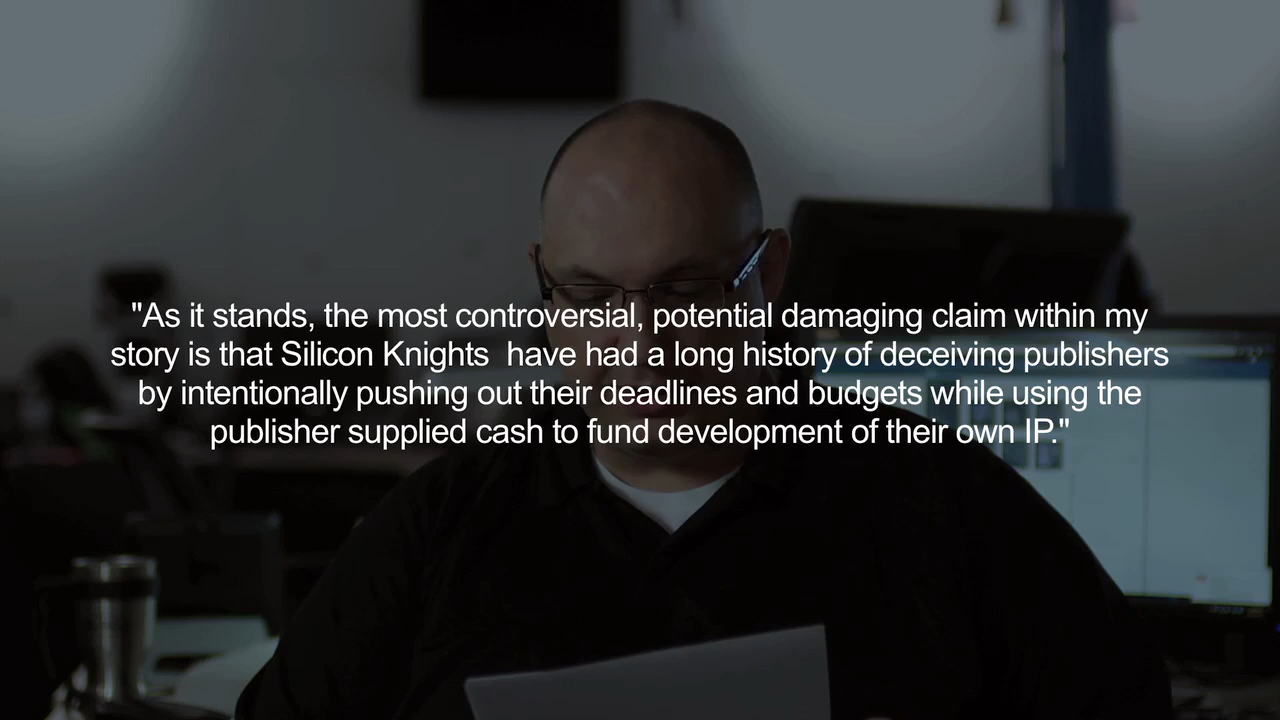 "As it stands, the most controversial, potential damaging claim within my
story is that Silicon Knights  have had a long history of deceiving publishers
by intentionally pushing out their deadlines and budgets while using the
publisher supplied cash to fund development of their own IP."